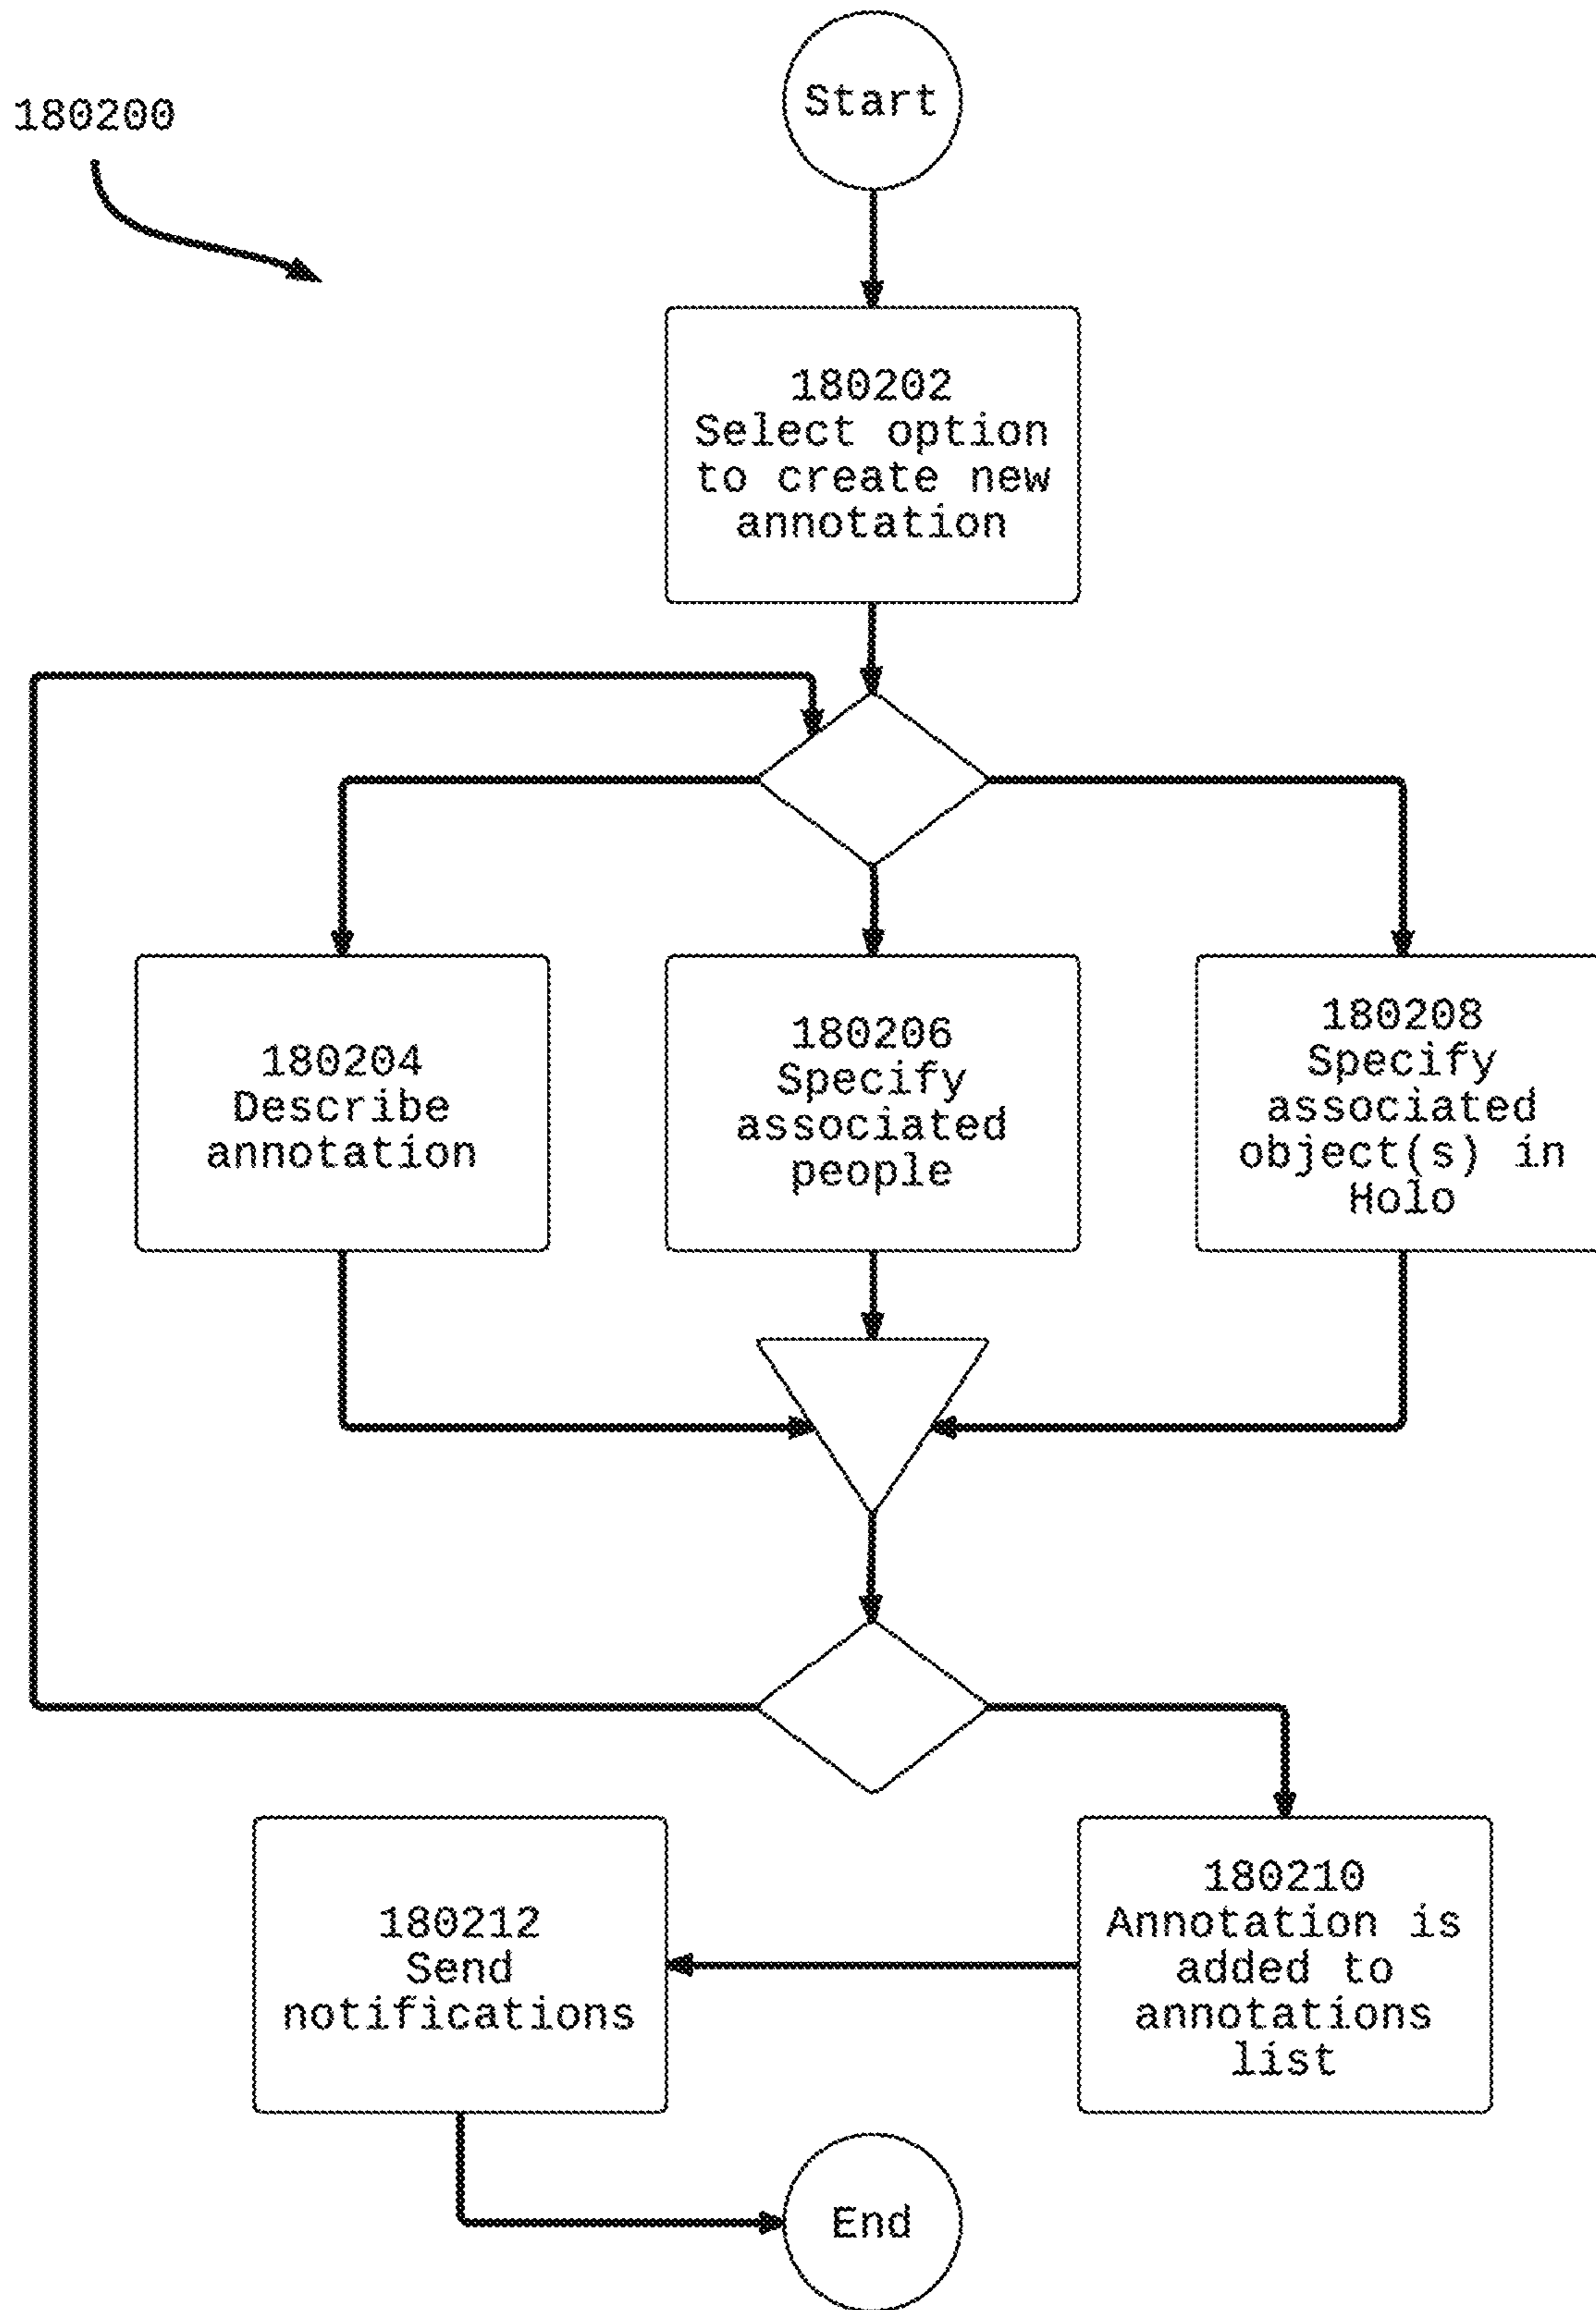 Start
180200
180202
Select option
to create new
annotation
180204
Describe
annotation
180206
Specify
associated
people
180208
Specify
associated
object(s) in
Holo
180212
Send
notifications
180210
Annotation is
added to
annotations
list
End